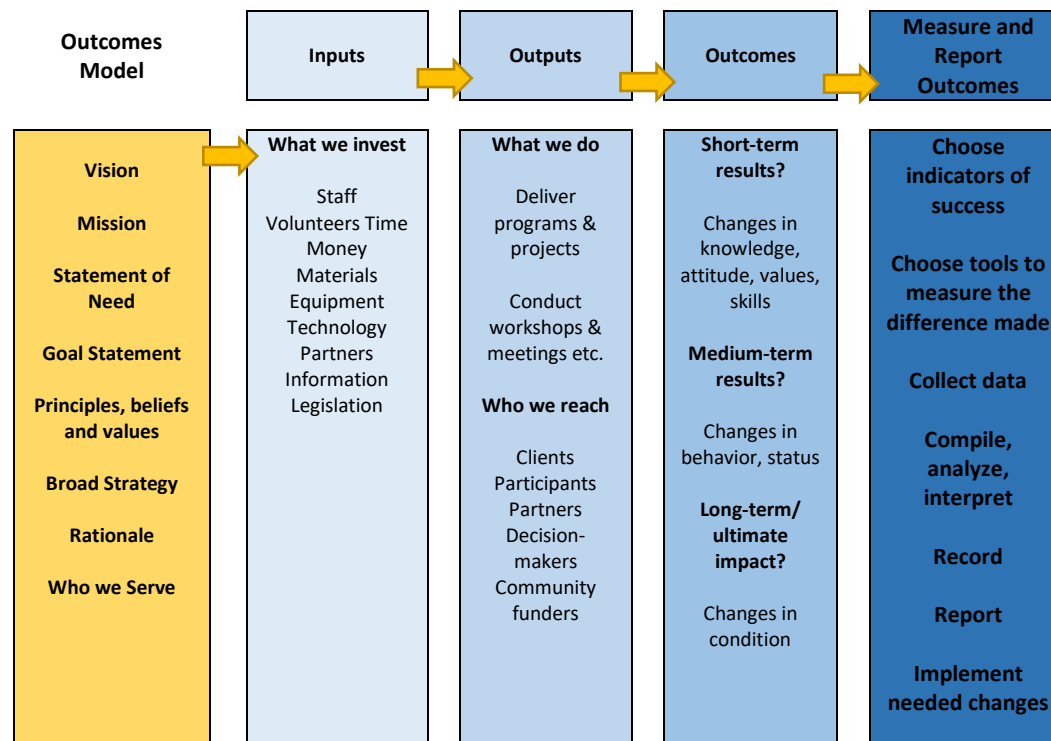 Outcomes
Model
Inputs
Outputs
Outcomes
Measure and
Report
Outcomes
Vision
Mission
Statement of
Need
Goal Statement
Principles, beliefs
and values
Broad Strategy
Rationale
Who we Serve
What we invest
Staff
Volunteers Time
Money
Materials
Equipment
Technology
Partners
Information
Legislation
What we do
Deliver
programs &
projects
Conduct
workshops &
meetings etc.
Who we reach
Clients
Participants
Partners
Decision-
makers
Community
funders
Short-term
results?
Changes in
knowledge,
attitude, values,
skills
Medium-term
results?
Changes in
behavior, status
Long-term/
ultimate
impact?
Changes in
condition
Choose
indicators of
success
Choose tools to
measure the
difference made
Collect data
Compile,
analyze,
interpret
Record
Report
Implement
needed changes